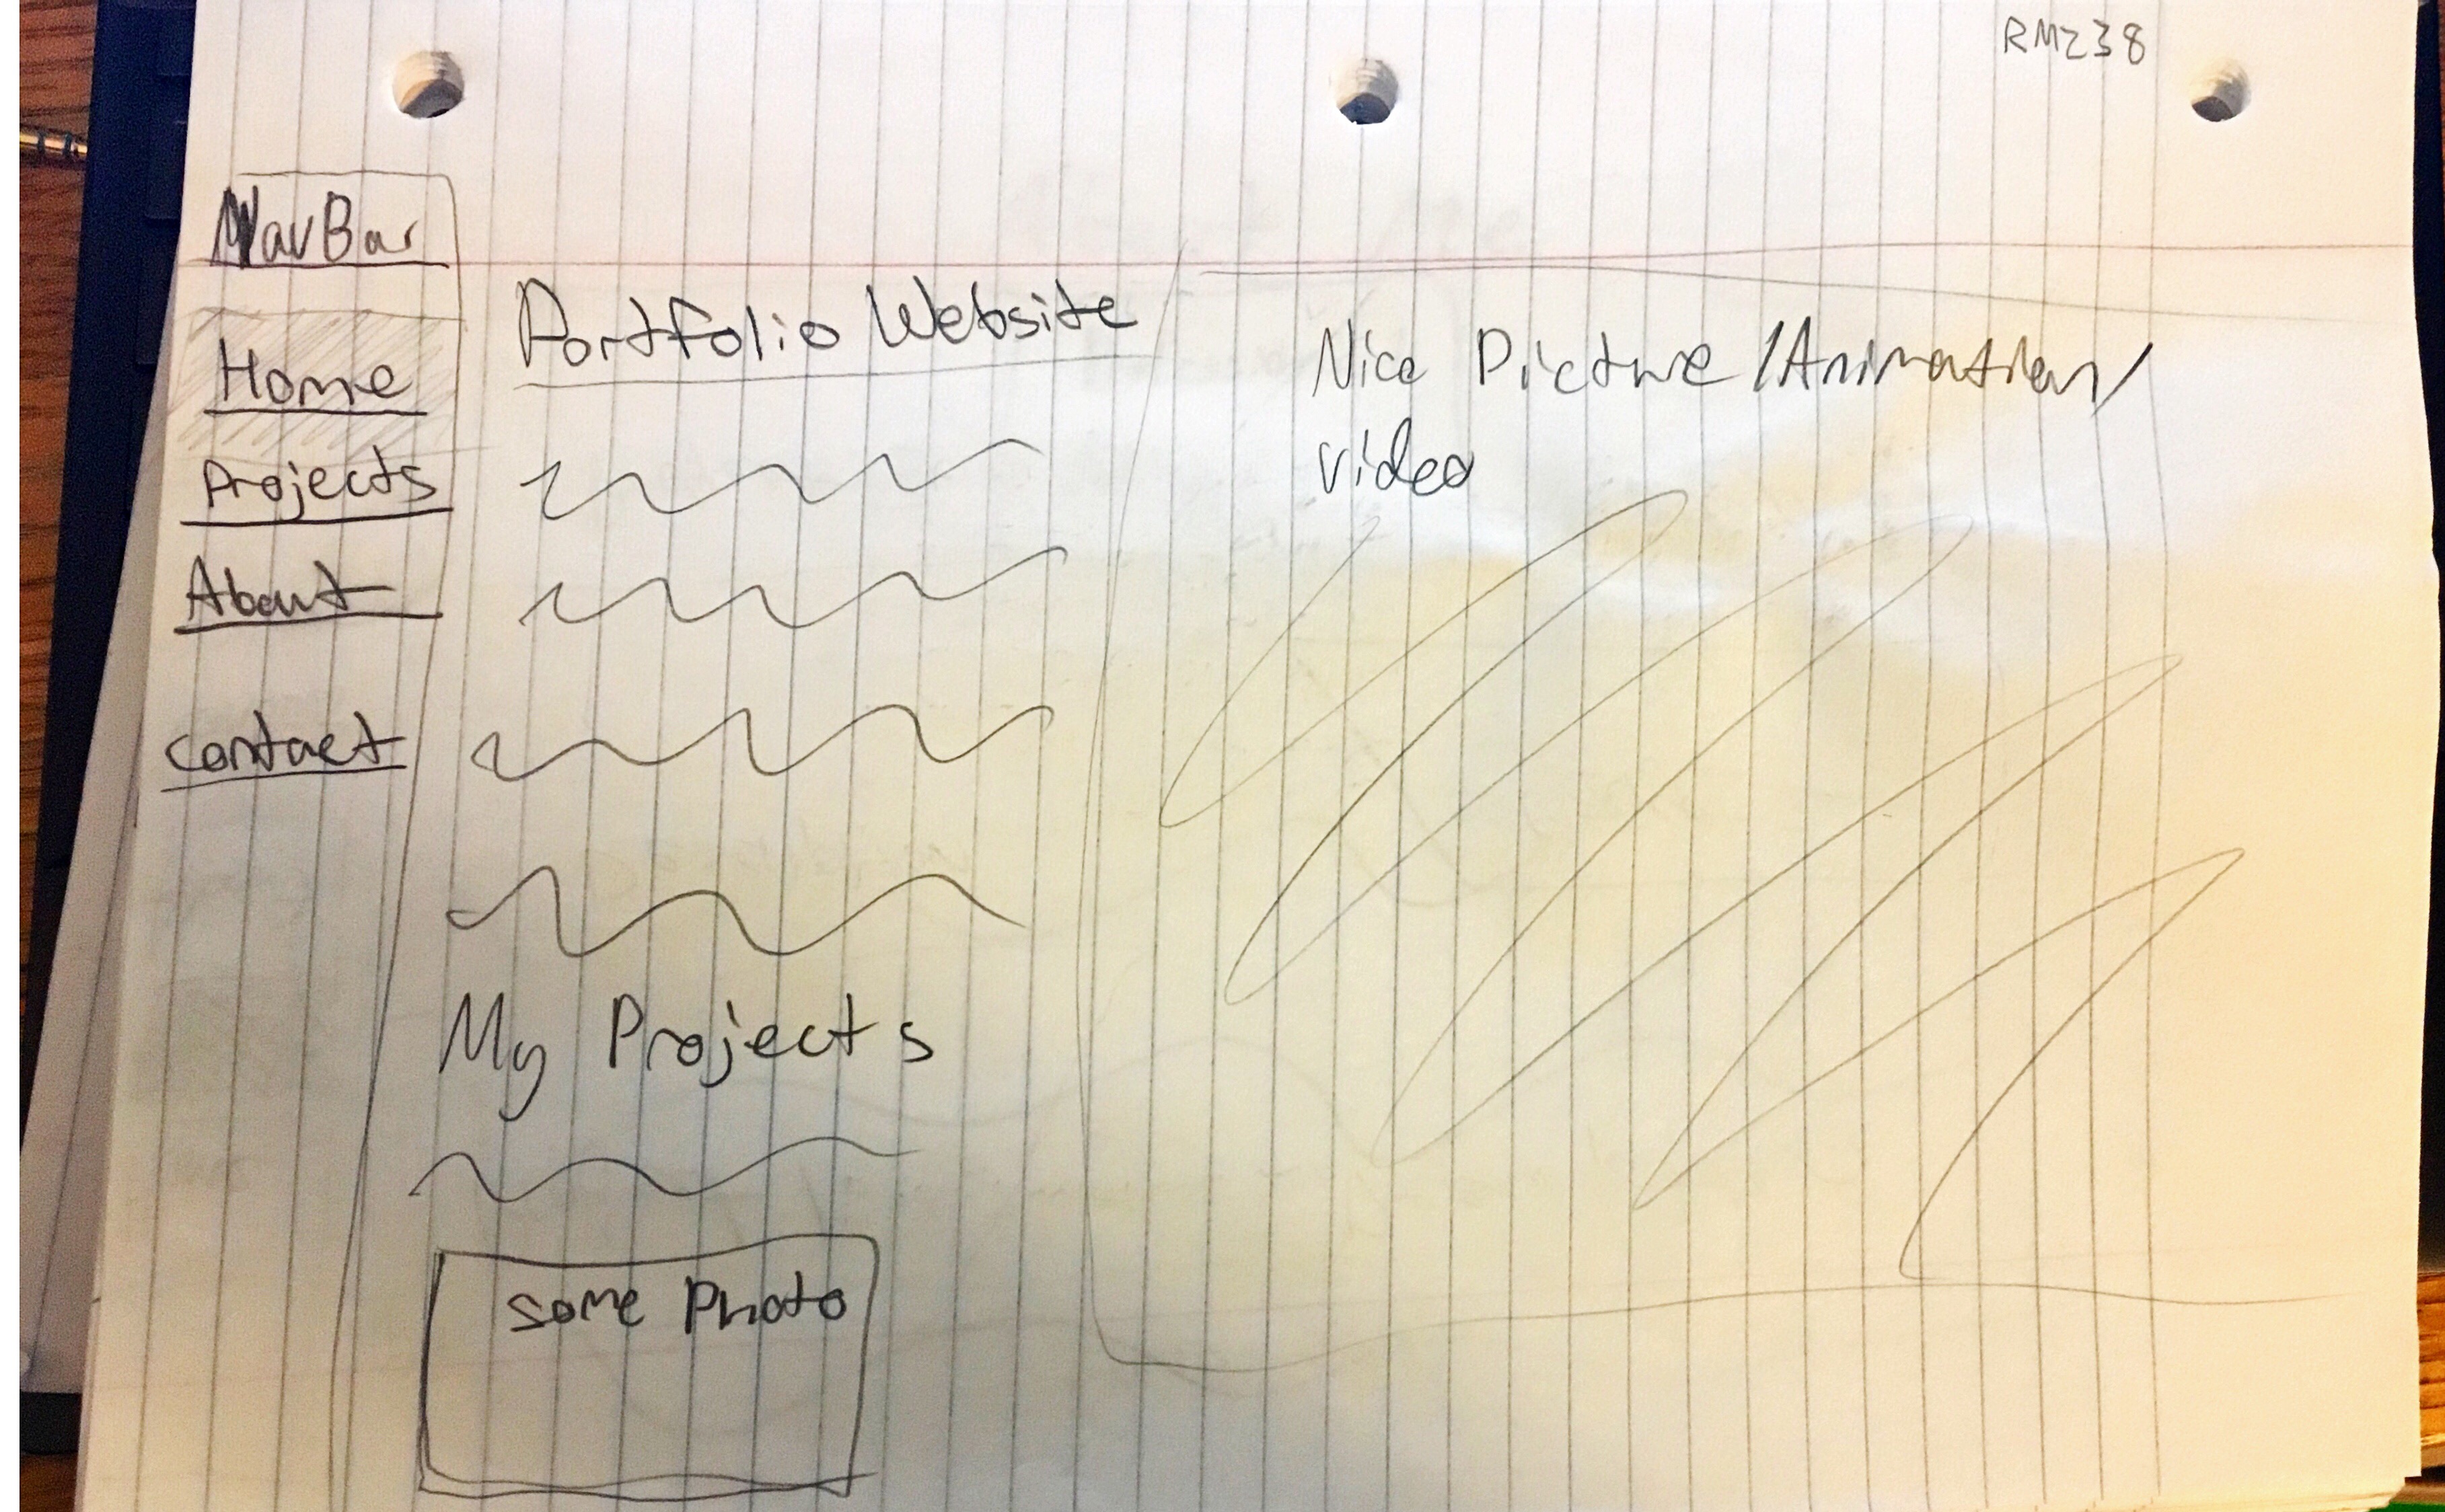 RMZ38
NavBar
Home
Projects
About
contact
Portfolio Website
My Projects
some Photo
Nice Picture /Animation/
video